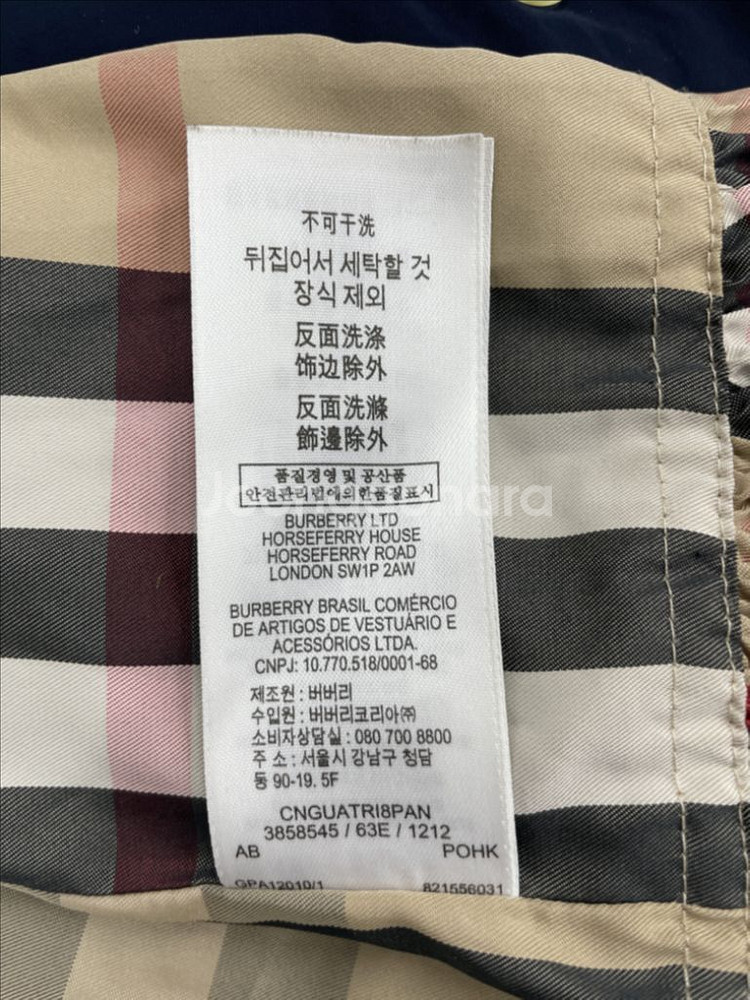 不可干洗
뒤집어서 세탁할 것
장식 제외
反面洗涤
饰边除外
反面洗滌
飾邊除外
품질경영 및 공산품
안전관리법에의한품질표시
BURBERRY LTD
HORSEFERRY HOUSE
HORSEFERRY ROAD
LONDON SW1P 2AW
BURBERRY BRASIL COMÉRCIO
DE ARTIGOS DE VESTUÁRIO E
ACESSÓRIOS LTDA.
CNPJ: 10.770.518/0001-68
제조원 : 버버리
수입원 : 버버리코리아㈜
소비자상담실 : 080 700 8800
주 소 : 서울시 강남구 청담
동 90-19. 5F
CNGUATRI8PAN
3858545 / 63E / 1212
AB POHK
GPA12010/1 821556031